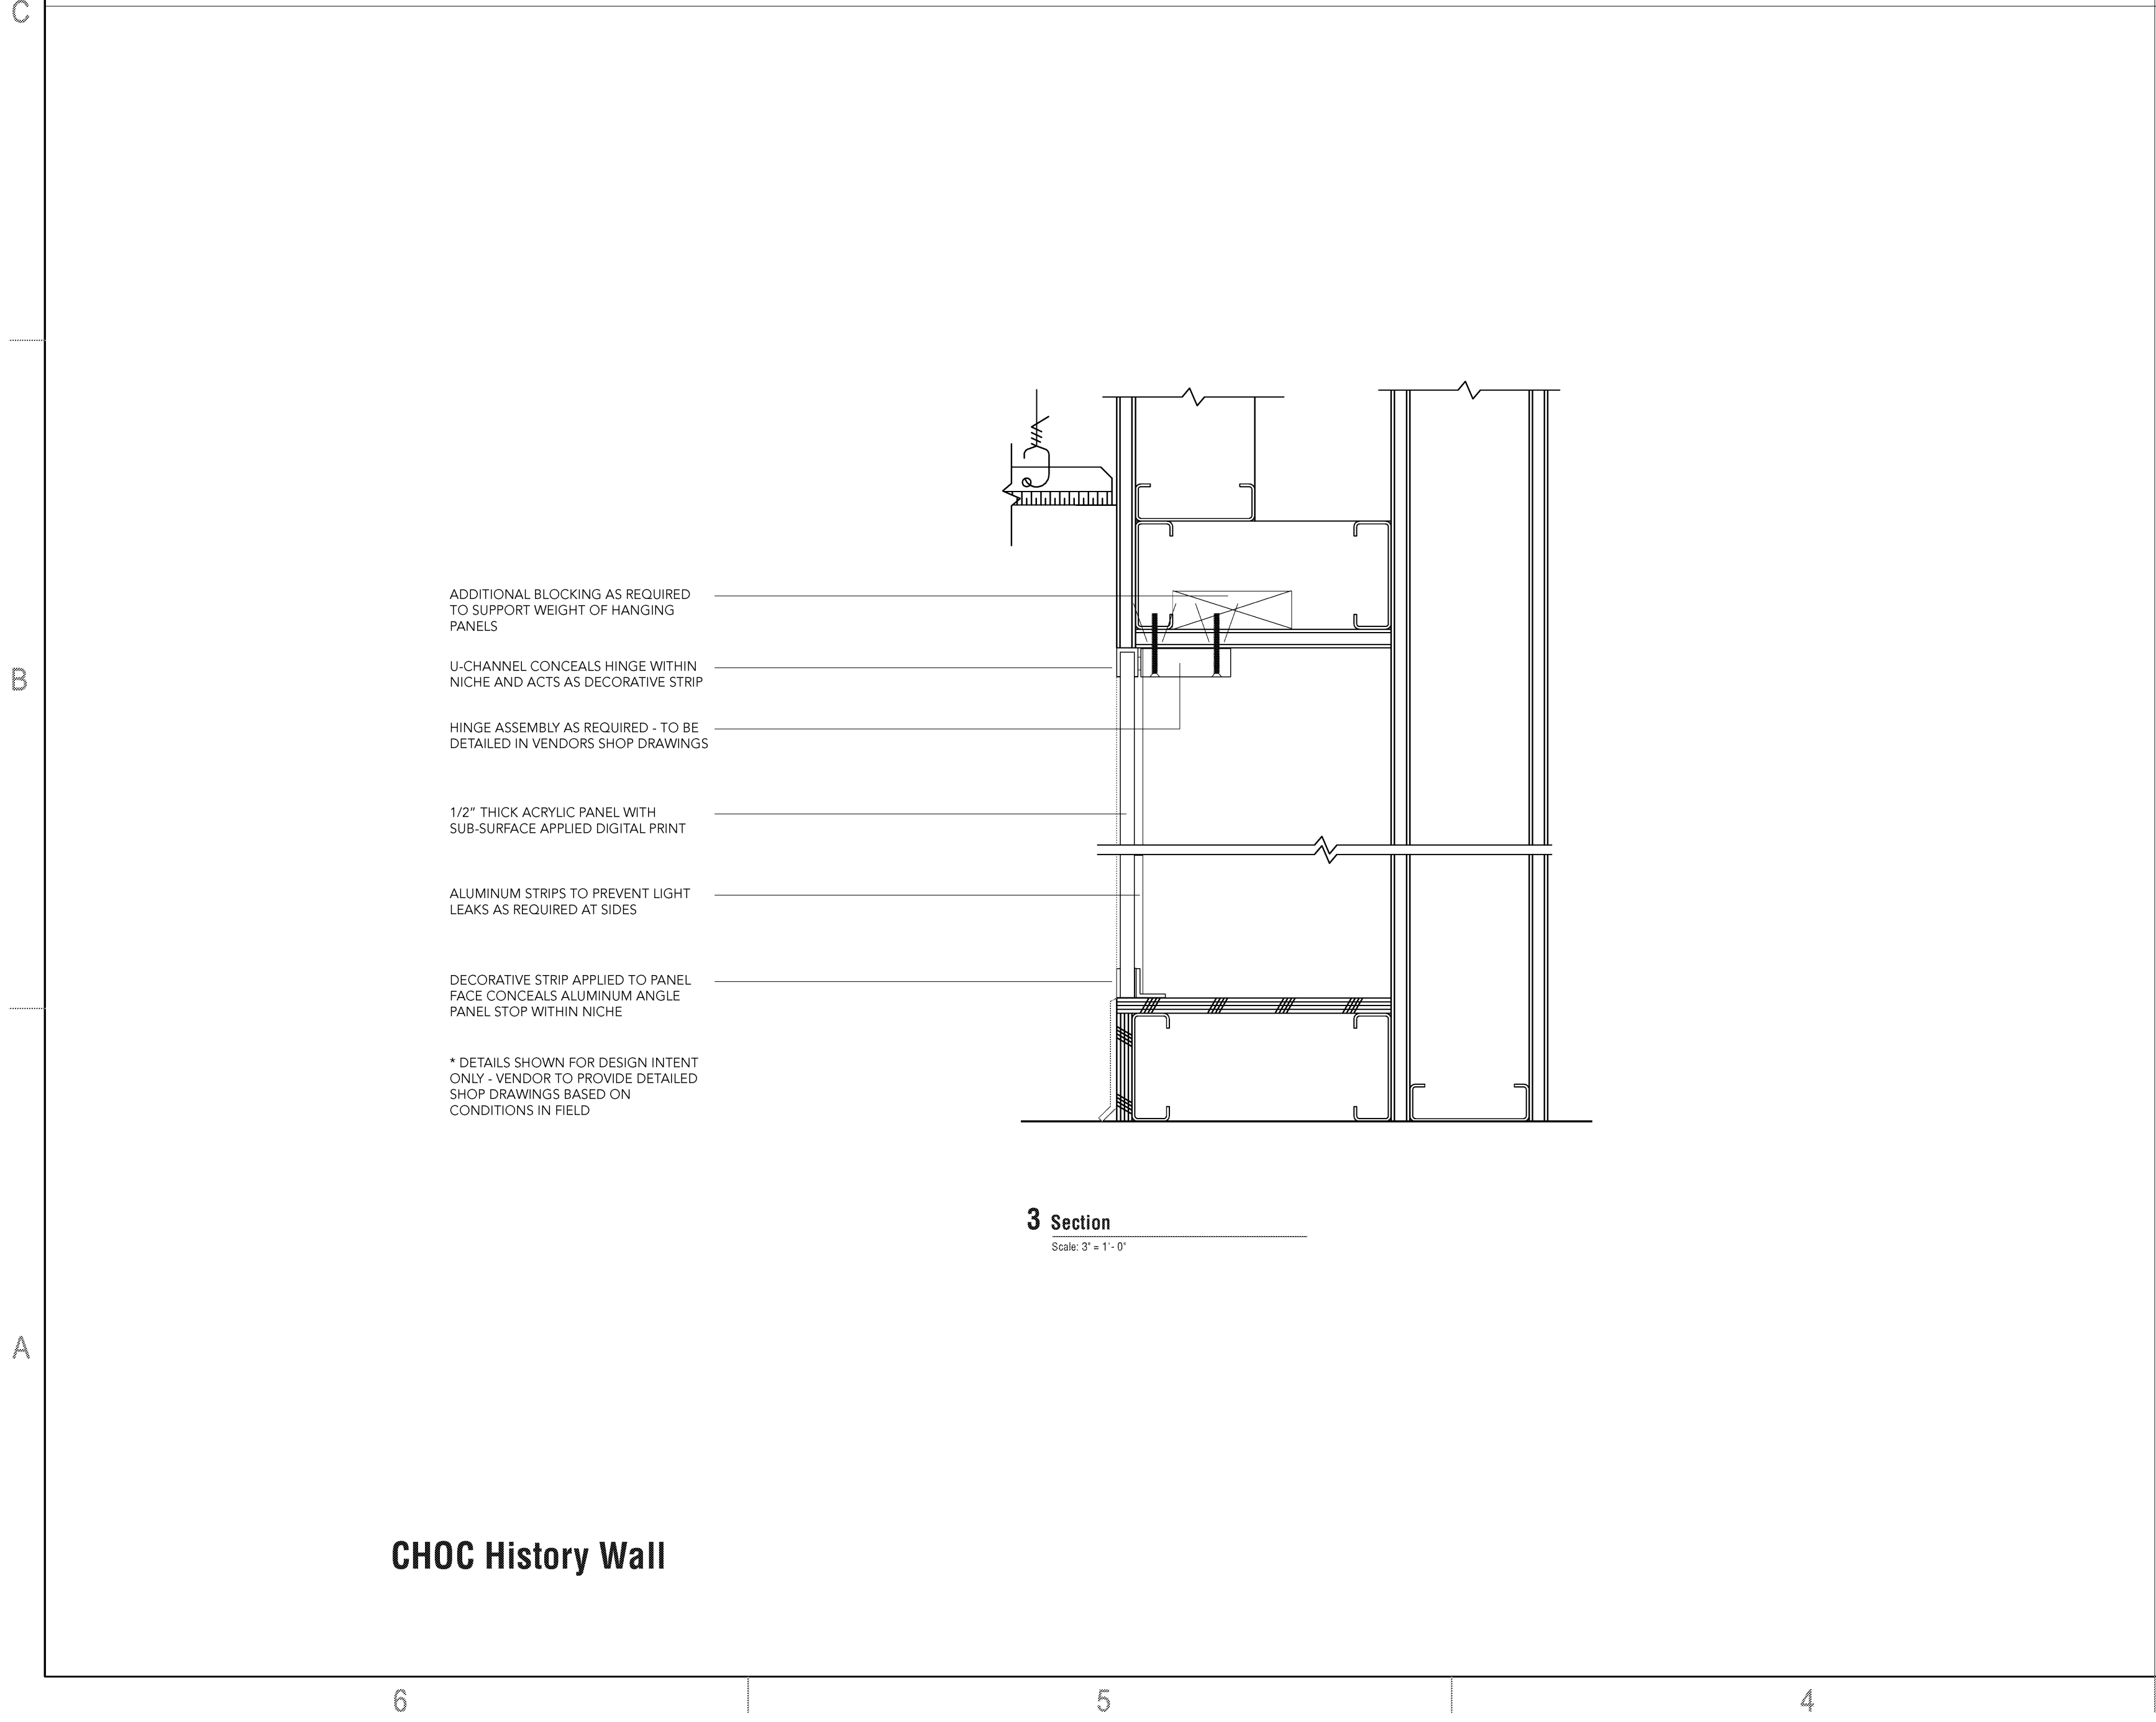 C
ADDITIONAL BLOCKING AS REQUIRED
TO SUPPORT WEIGHT OF HANGING
PANELS
B
U-CHANNEL CONCEALS HINGE WITHIN
NICHE AND ACTS AS DECORATIVE STRIP
HINGE ASSEMBLY AS REQUIRED - TO BE
DETAILED IN VENDORS SHOP DRAWINGS
1/2” THICK ACRYLIC PANEL WITH
SUB-SURFACE APPLIED DIGITAL PRINT
ALUMINUM STRIPS TO PREVENT LIGHT
LEAKS AS REQUIRED AT SIDES
DECORATIVE STRIP APPLIED TO PANEL
FACE CONCEALS ALUMINUM ANGLE
PANEL STOP WITHIN NICHE
* DETAILS SHOWN FOR DESIGN INTENT
ONLY - VENDOR TO PROVIDE DETAILED
SHOP DRAWINGS BASED ON
CONDITIONS IN FIELD
3 Section
Scale: 3" = 1'- 0"
A
CHOC History Wall
6 5 4